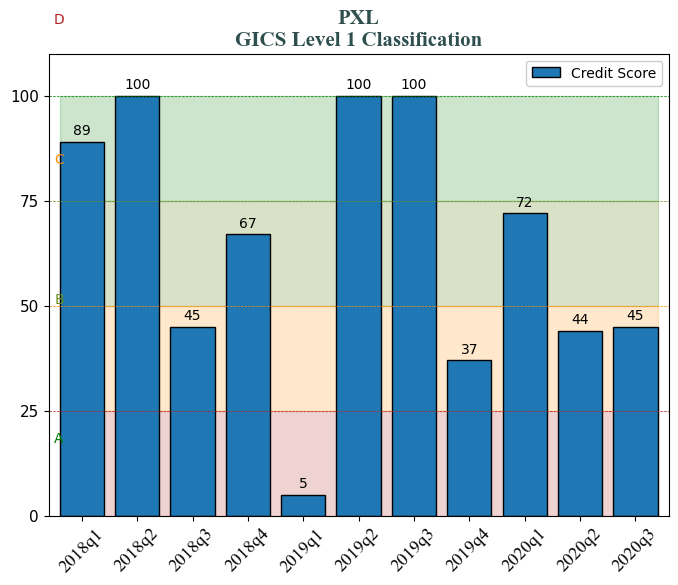 D
PXL
GICS Level 1 Classification
Credit Score
100
75
50
25
0
C
B
A
89
100
45
67
5
100
100
37
72
44
45
2018q1
2018q2
2018q3
2018q4
2019q1
2019q2
2019q3
2019q4
2020q1
2020q2
2020q3